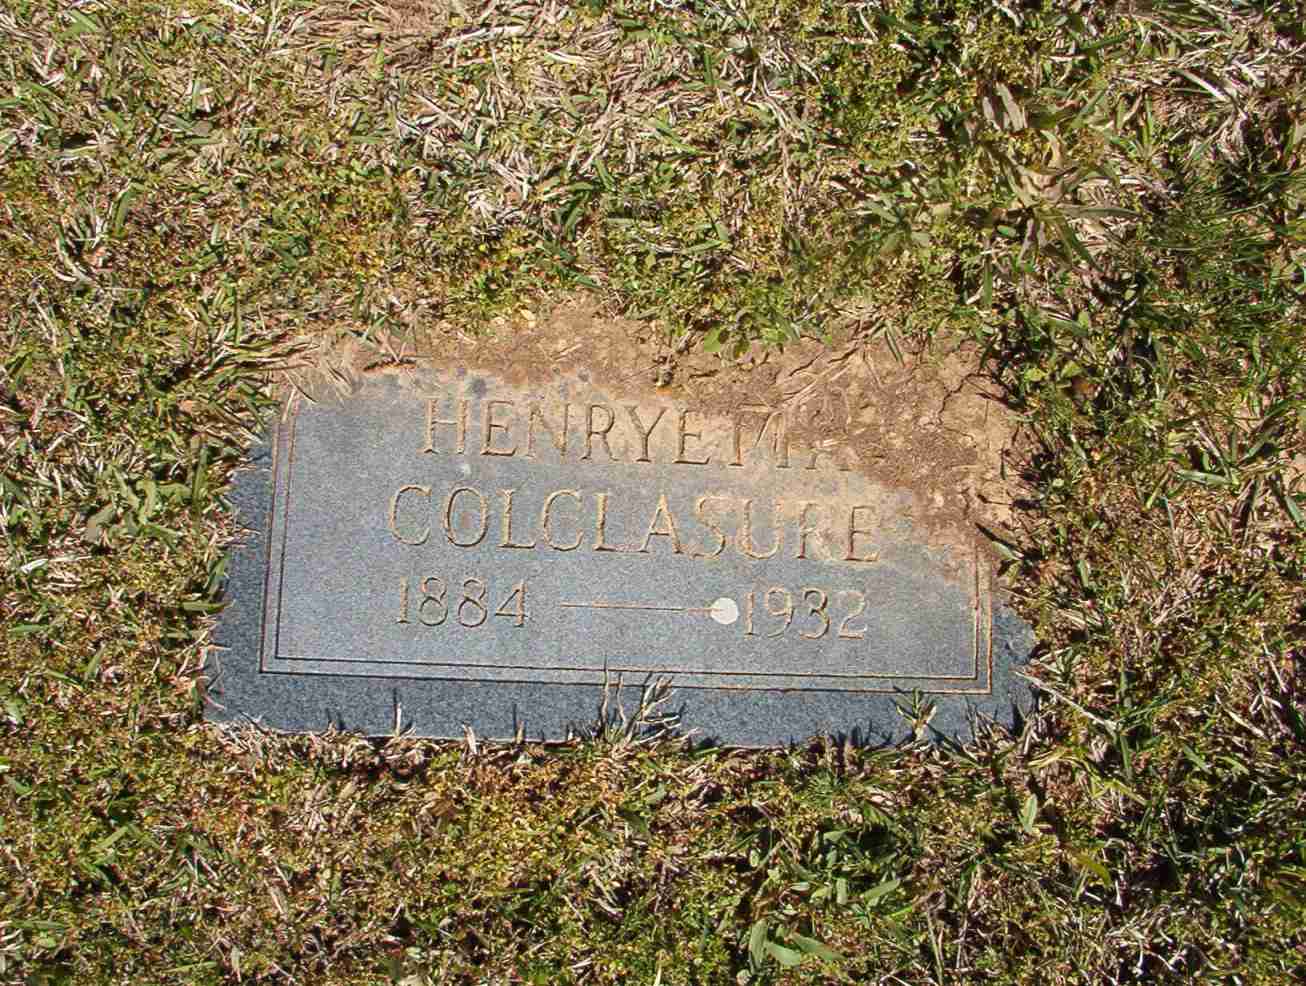 HENRYETTA
COLCLASURE
1884 — 1932